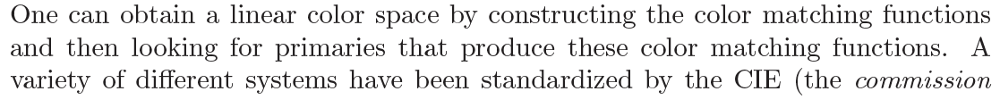 One can obtain a linear color space by constructing the color matching functions
and then looking for primaries that produce these color matching functions. A
variety of different systems have been standardized by the CIE (the commission